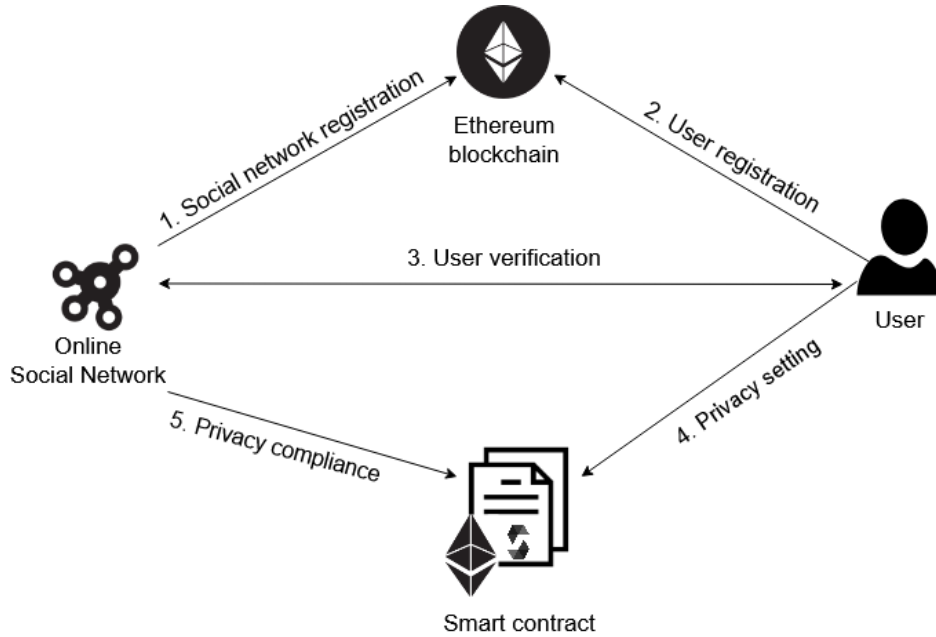 Ethereum
blockchain
1. Social network registration
2. User registration
3. User verification
Online
Social Network
User
4. Privacy setting
5. Privacy compliance
Smart contract